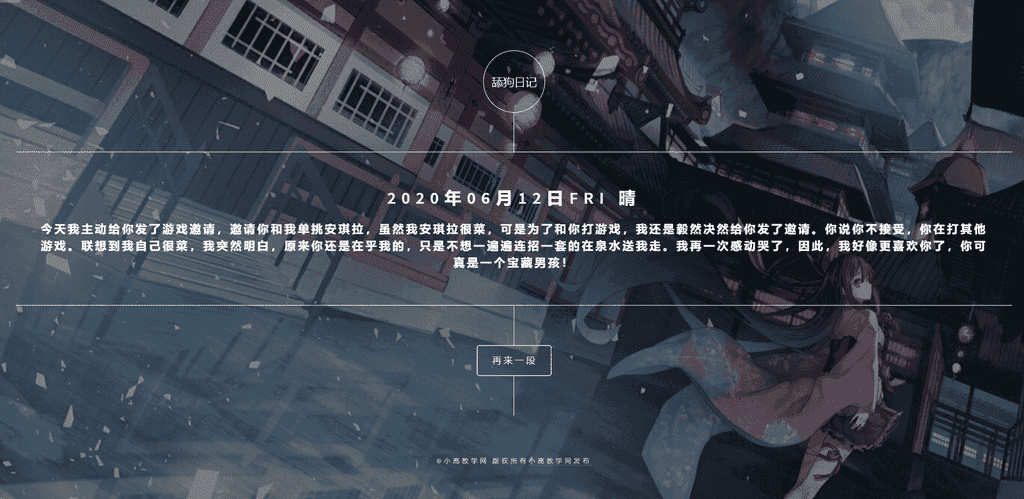 舔狗日记
2020年06月12日FRI 晴
今天我主动给你发了游戏邀请，邀请你和我单挑安琪拉，虽然我安琪拉很菜，可是为了和你打游戏，我还是毅然决然给你发了邀请。你说你不接受，你在打其他
游戏。联想到我自己很菜，我突然明白，原来你还是在乎我的，只是不想一遍遍连招一套的在泉水送我走。我再一次感动哭了，因此，我好像更喜欢你了，你可
真是一个宝藏男孩！
再来一段
©小高教学网 版权所有小高教学网发布